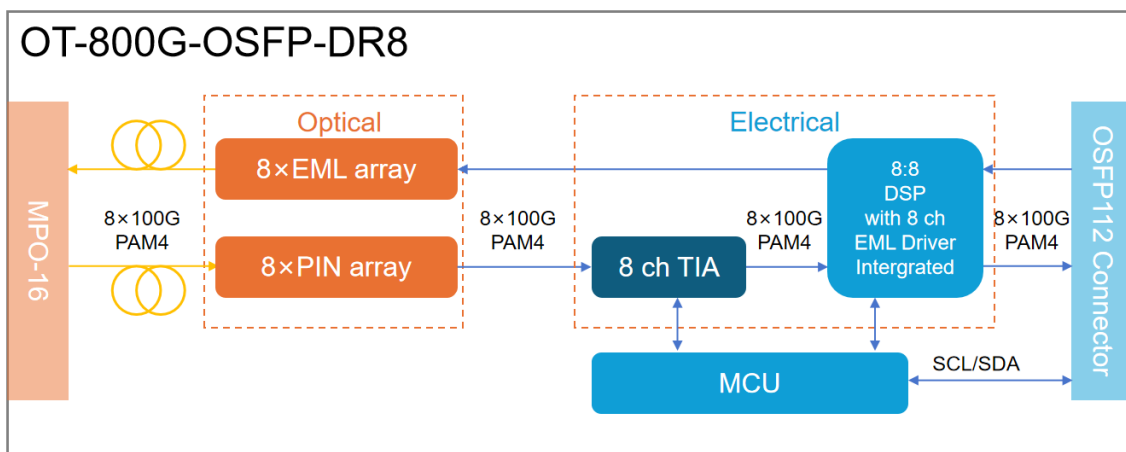 OT-800G-OSFP-DR8
Optical
Electrical
MPO-16
8×EML array
8:8
DSP
with 8 ch
EML Driver
Intergrated
OSFP112 Connector
8×100G
PAM4
8×100G
PAM4
8×100G
PAM4
8×100G
PAM4
8×PIN array
8 ch TIA
MCU
SCL/SDA